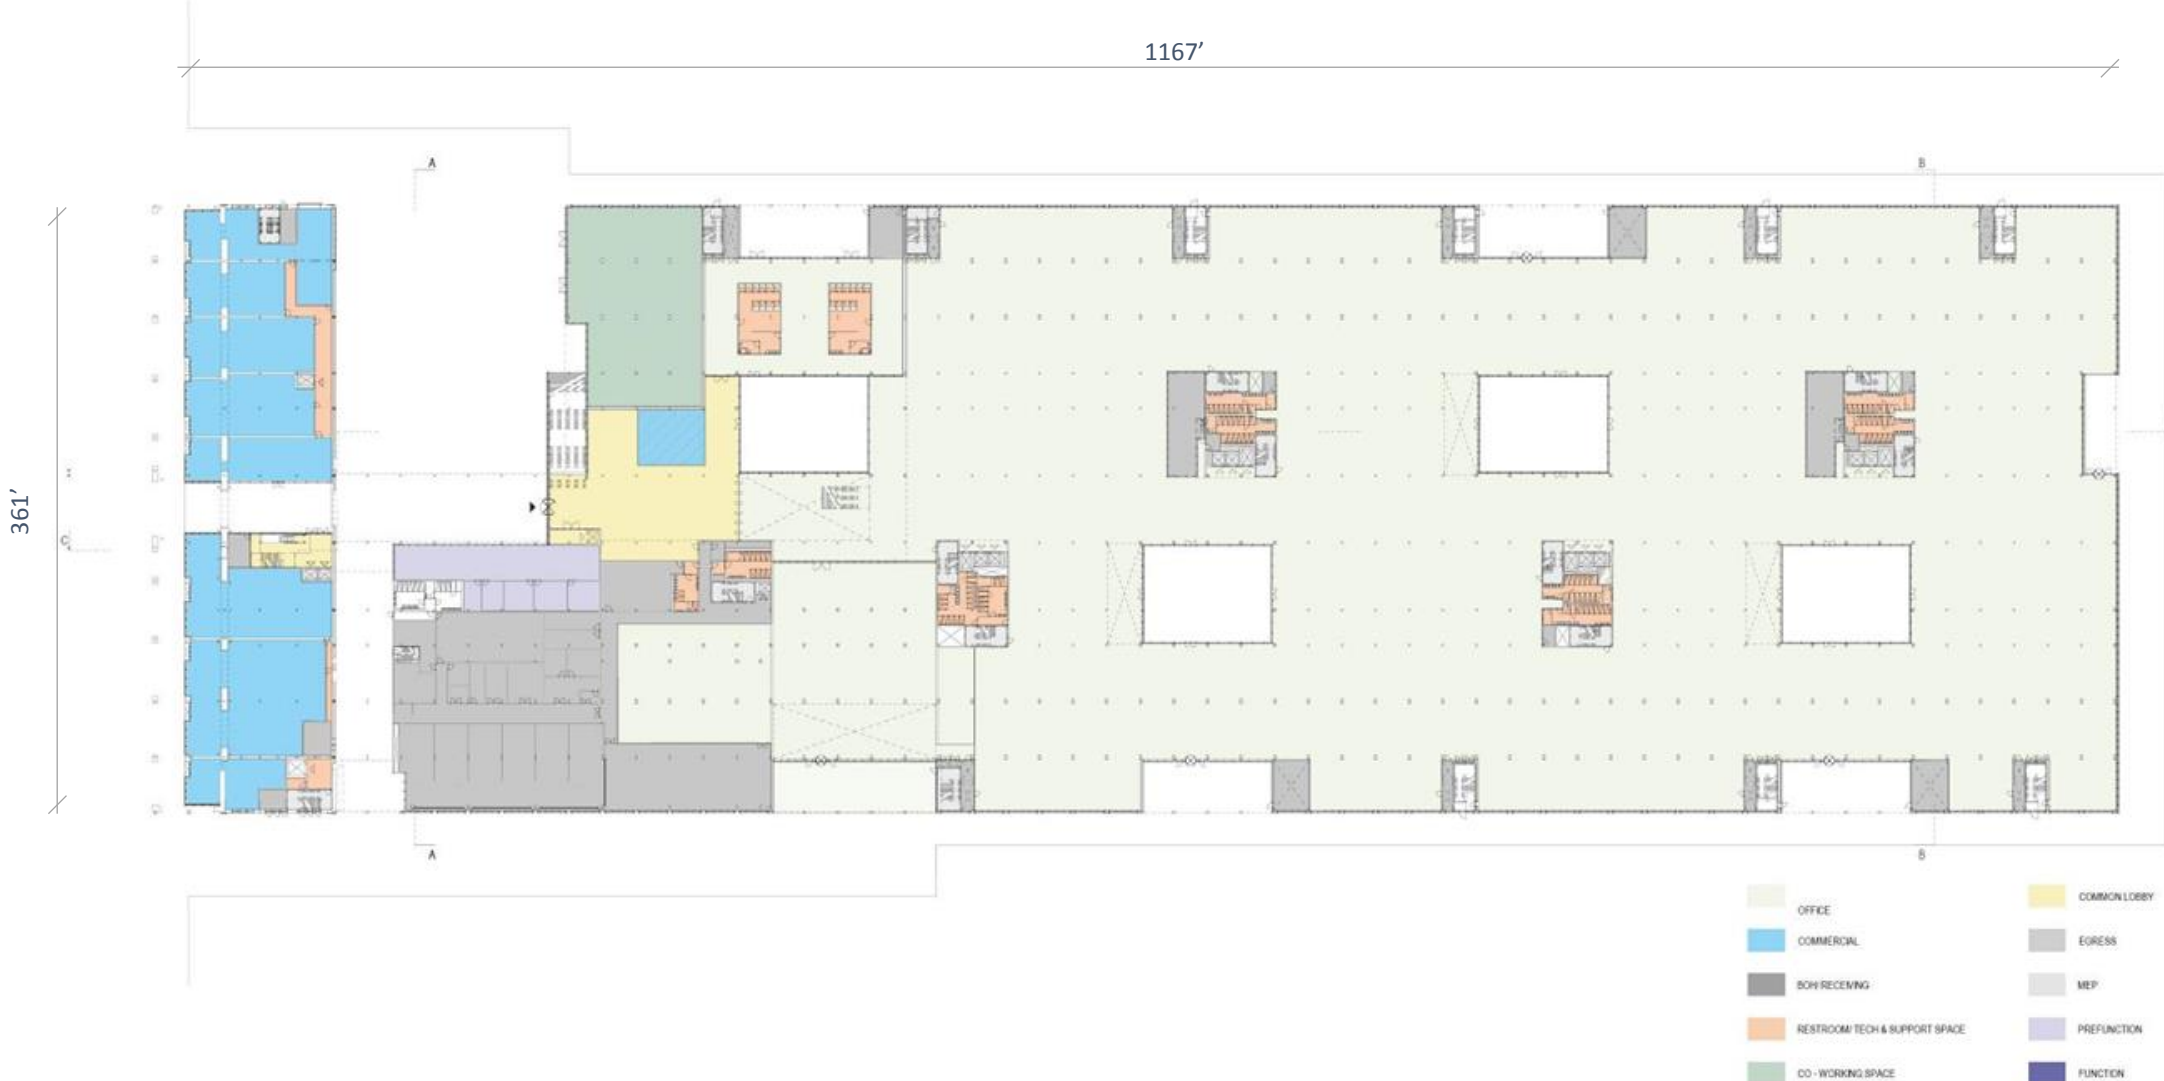 1167’
A
B
361’
C
A
B
OFFICE
COMMON LOBBY
COMMERCIAL
EGRESS
BOH/RECEIVING
MEP
RESTROOM/ TECH & SUPPORT SPACE
PREFUNCTION
CO - WORKING SPACE
FUNCTION